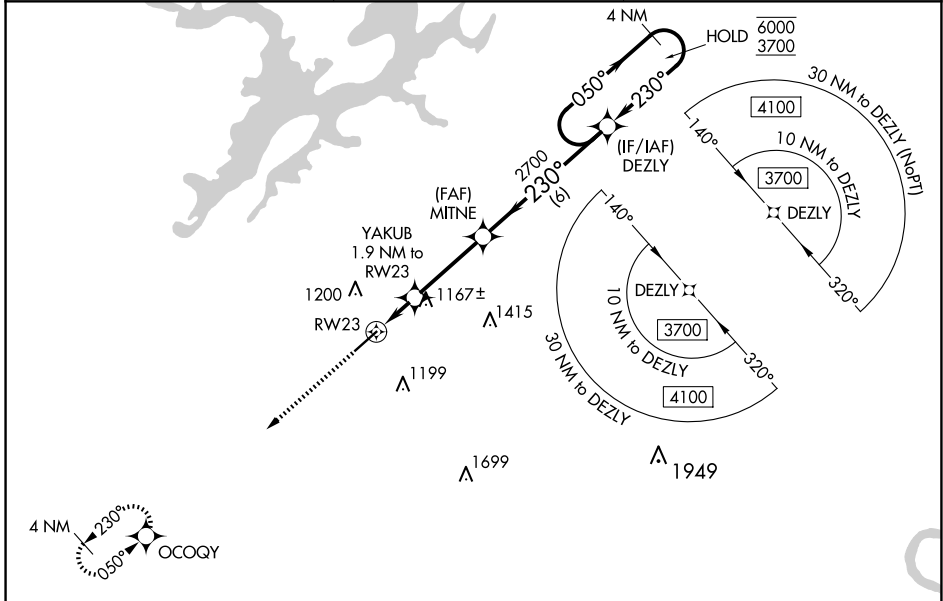 4 NM
HOLD
6000
3700
050°
230°
(IF/IAF)
DEZLY
2700
230°
(6)
(FAF)
MITNE
YAKUB
1.9 NM to
RW23
1200
1167±
RW23
1415
1199
1699
1949
30 NM to DEZLY (NoPT)
4100
140°
10 NM to DEZLY
3700
DEZLY
320°
140°
DEZLY
10 NM to DEZLY
3700
30 NM to DEZLY
320°
4100
4 NM
230°
050°
OCOQY